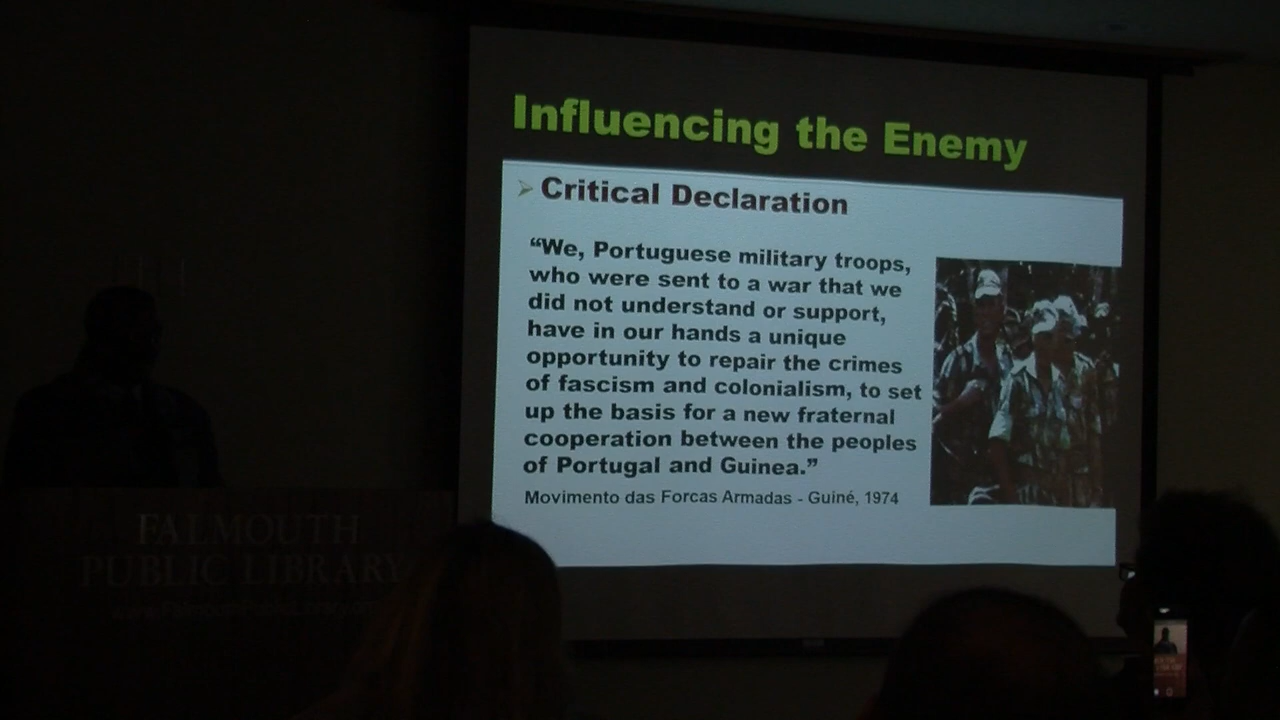 Influencing the Enemy
➢ Critical Declaration
“We, Portuguese military troops,
who were sent to a war that we
did not understand or support,
have in our hands a unique
opportunity to repair the crimes
of fascism and colonialism, to set
up the basis for a new fraternal
cooperation between the peoples
of Portugal and Guinea.”
Movimento das Forcas Armadas - Guiné, 1974
FALMOUTH
PUBLIC LIBRARY